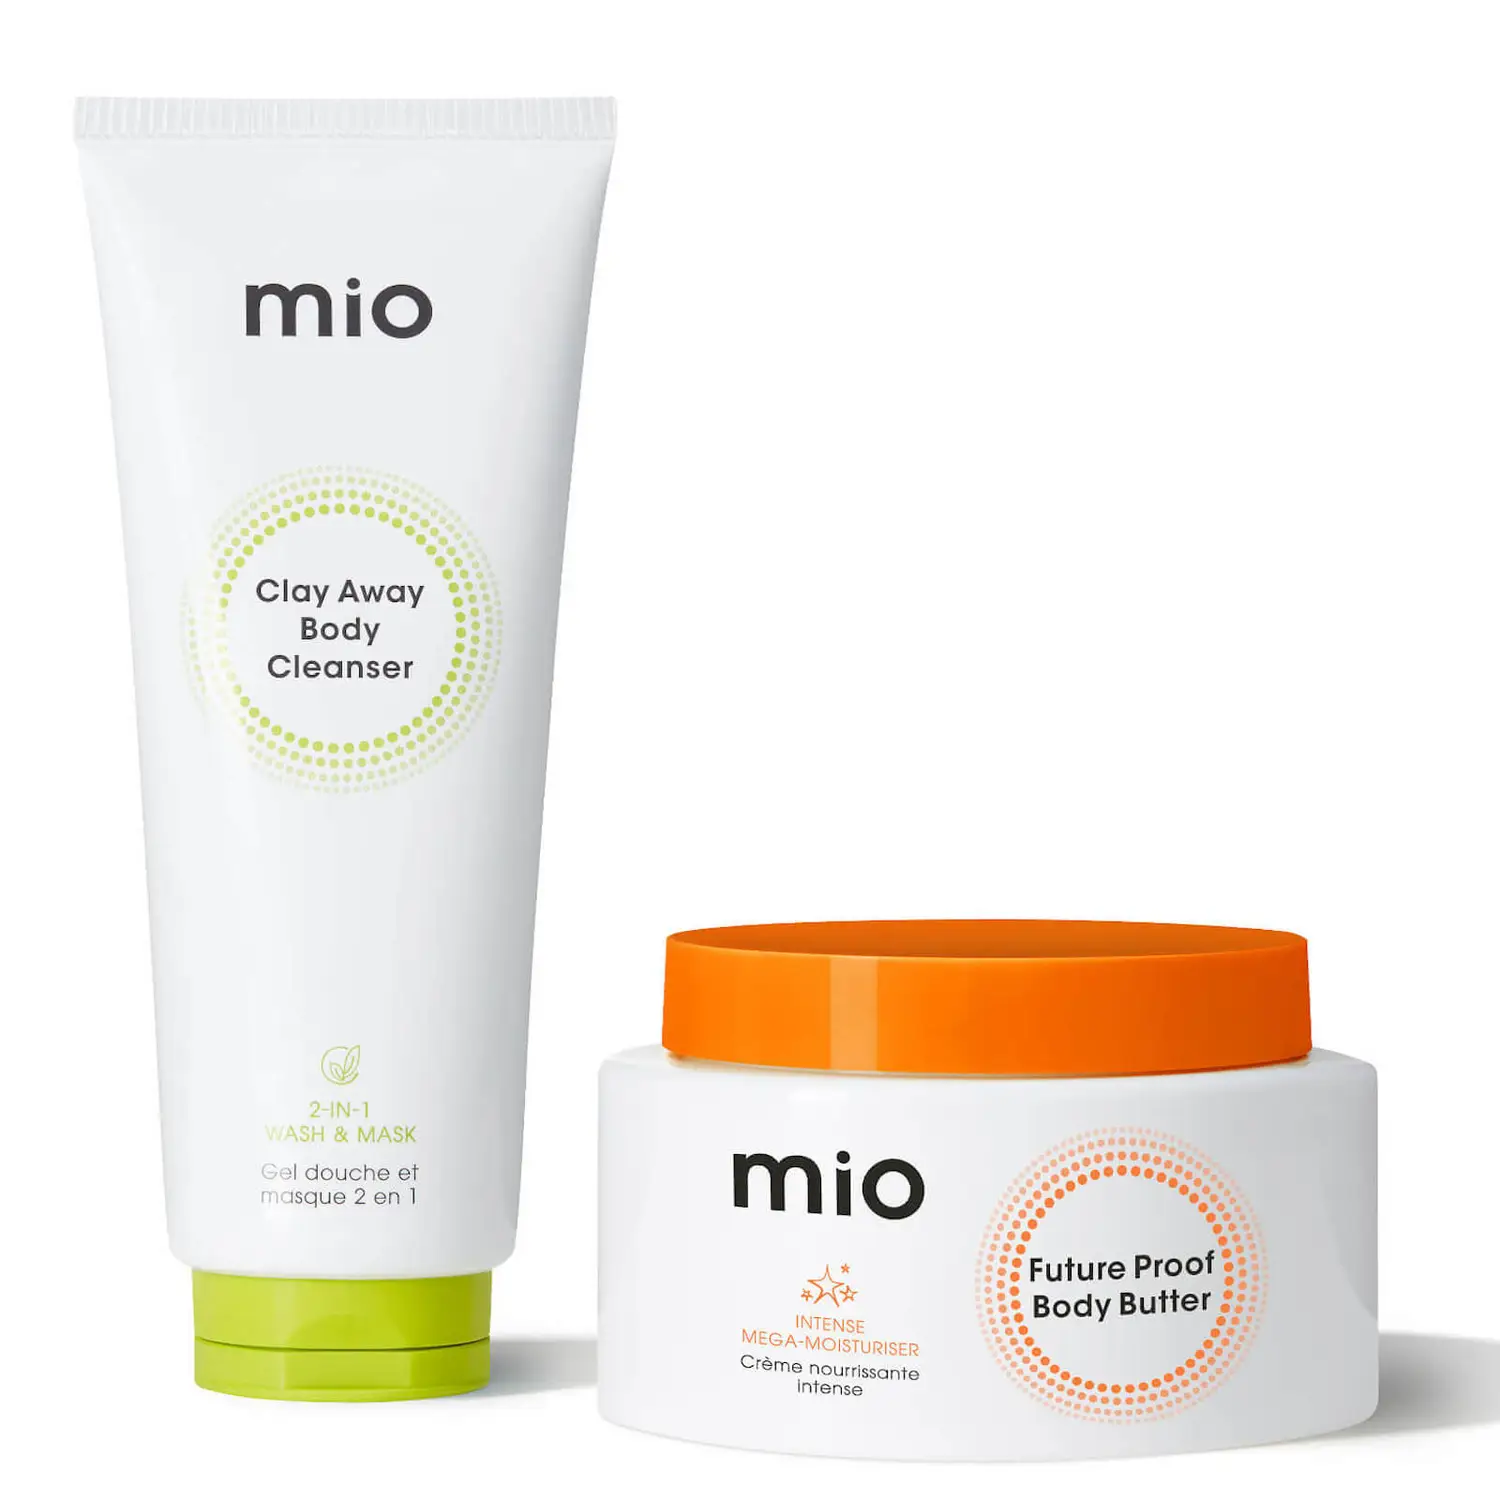 mio
Clay Away
Body
Cleanser
2-IN-1
WASH & MASK
Gel douche et
masque 2 en 1
mio
INTENSE
MEGA-MOISTURISER
Crème nourrissante
intense
Future Proof
Body Butter